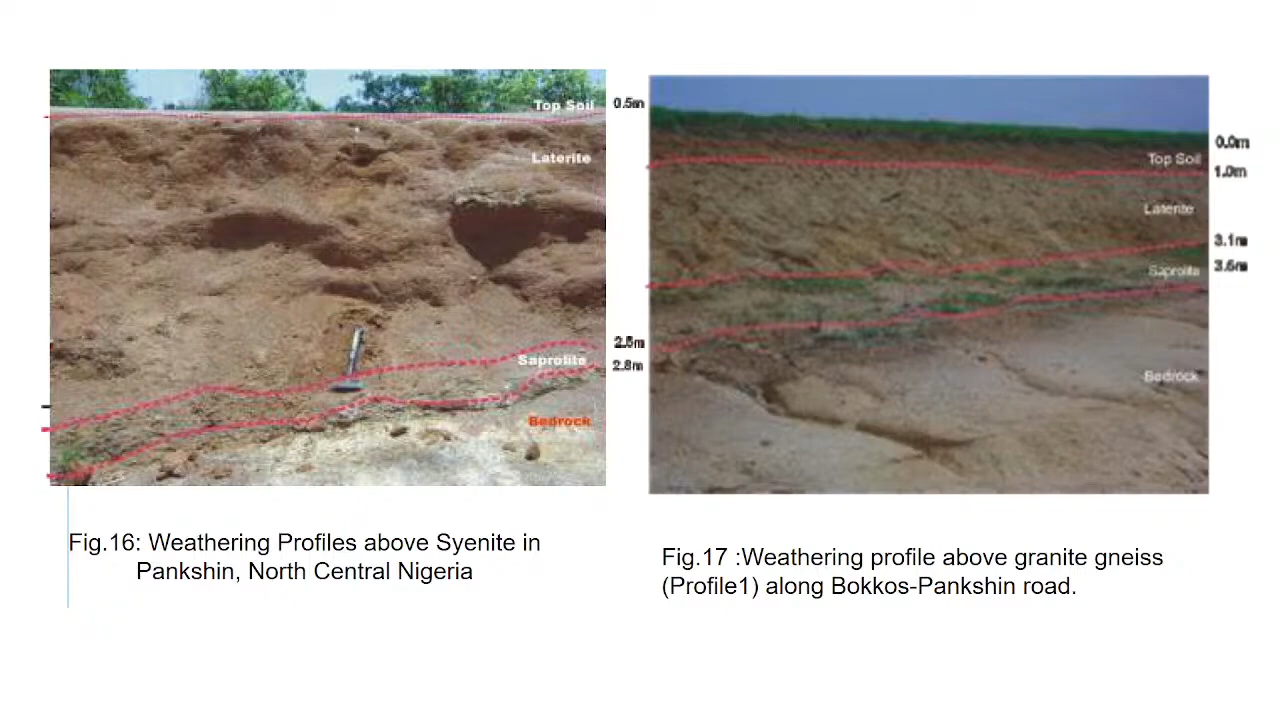 Top Soil
0.5m
Laterite
2.5m
Saprolite
2.8m
Bedrock
0.0m
Top Soil
1.0m
Laterite
3.1m
3.6m
Saprolite
Bedrock
Fig.16: Weathering Profiles above Syenite in
Pankshin, North Central Nigeria
Fig.17 :Weathering profile above granite gneiss
(Profile1) along Bokkos-Pankshin road.